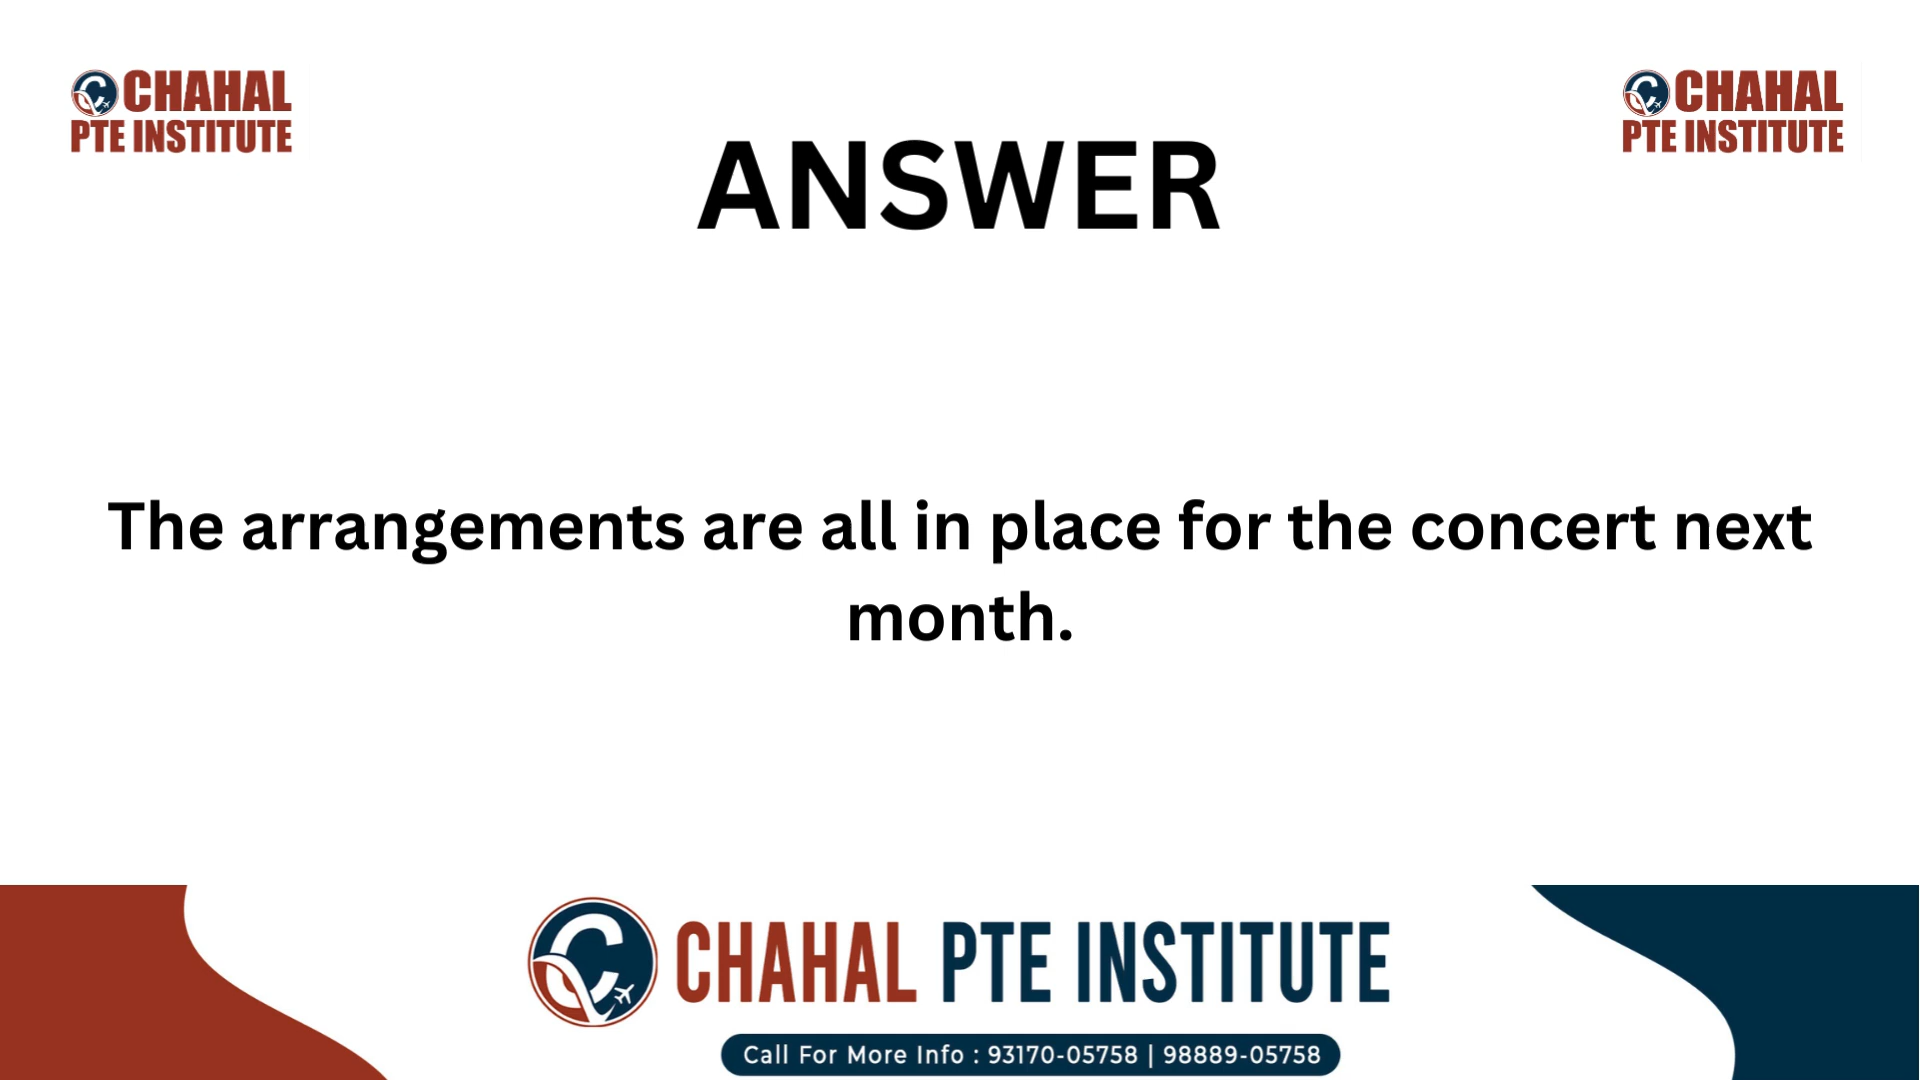 CHAHAL
PTE INSTITUTE
CHAHAL
PTE INSTITUTE
ANSWER
The arrangements are all in place for the concert next
month.
CHAHAL PTE INSTITUTE
Call For More Info : 93170-05758 | 98889-05758